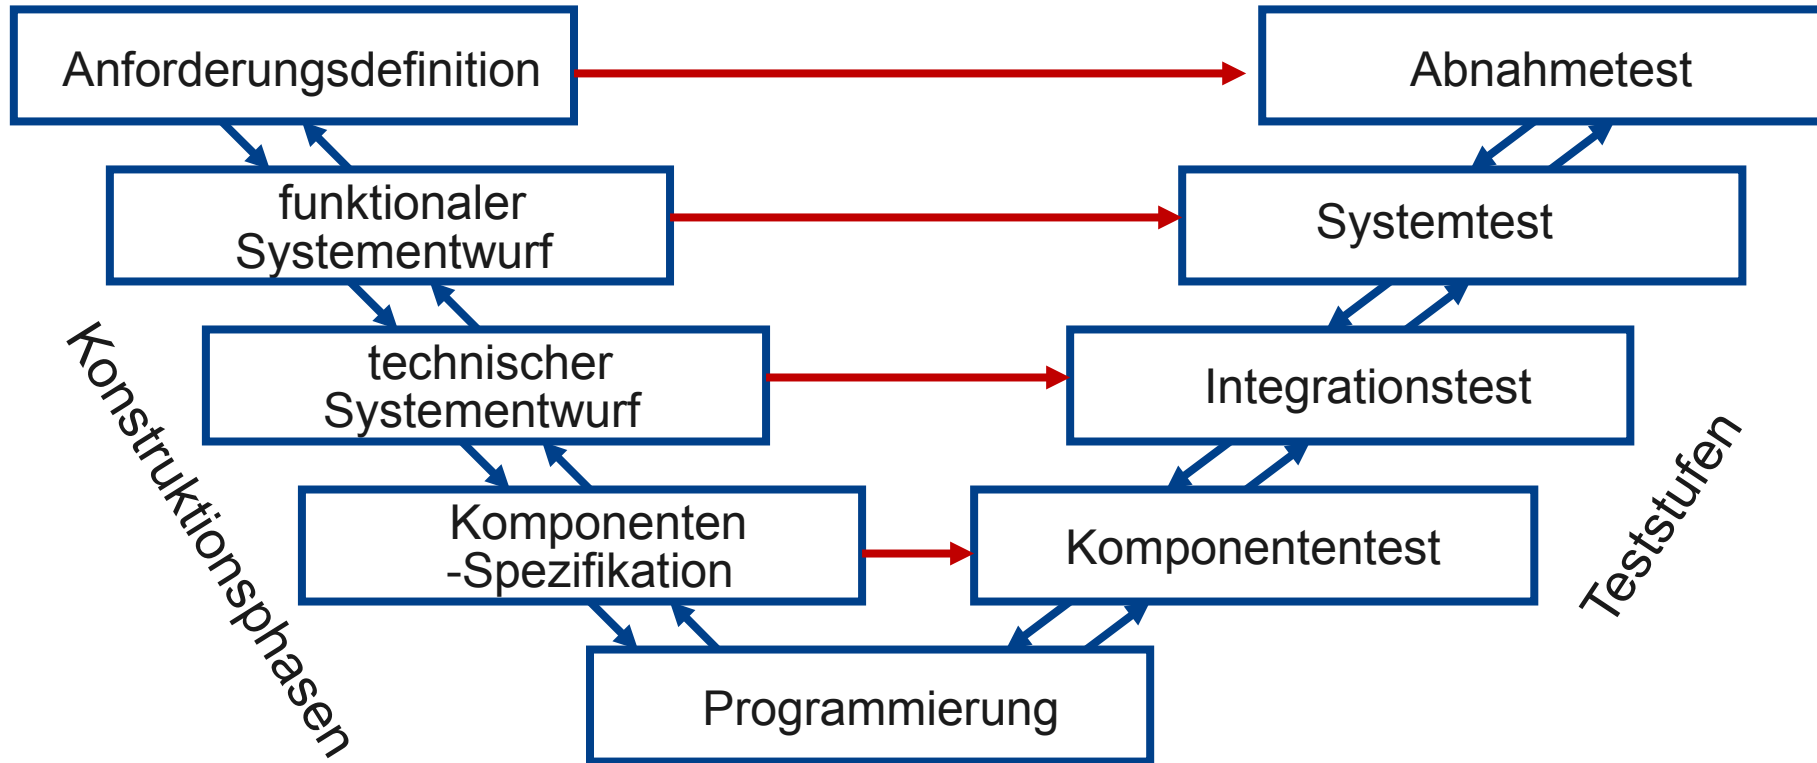 Anforderungsdefinition
Abnahmetest
funktionaler
Systementwurf
Systemtest
technischer
Systementwurf
Integrationstest
Komponenten
-Spezifikation
Komponententest
Programmierung
Konstruktionsphasen
Teststufen